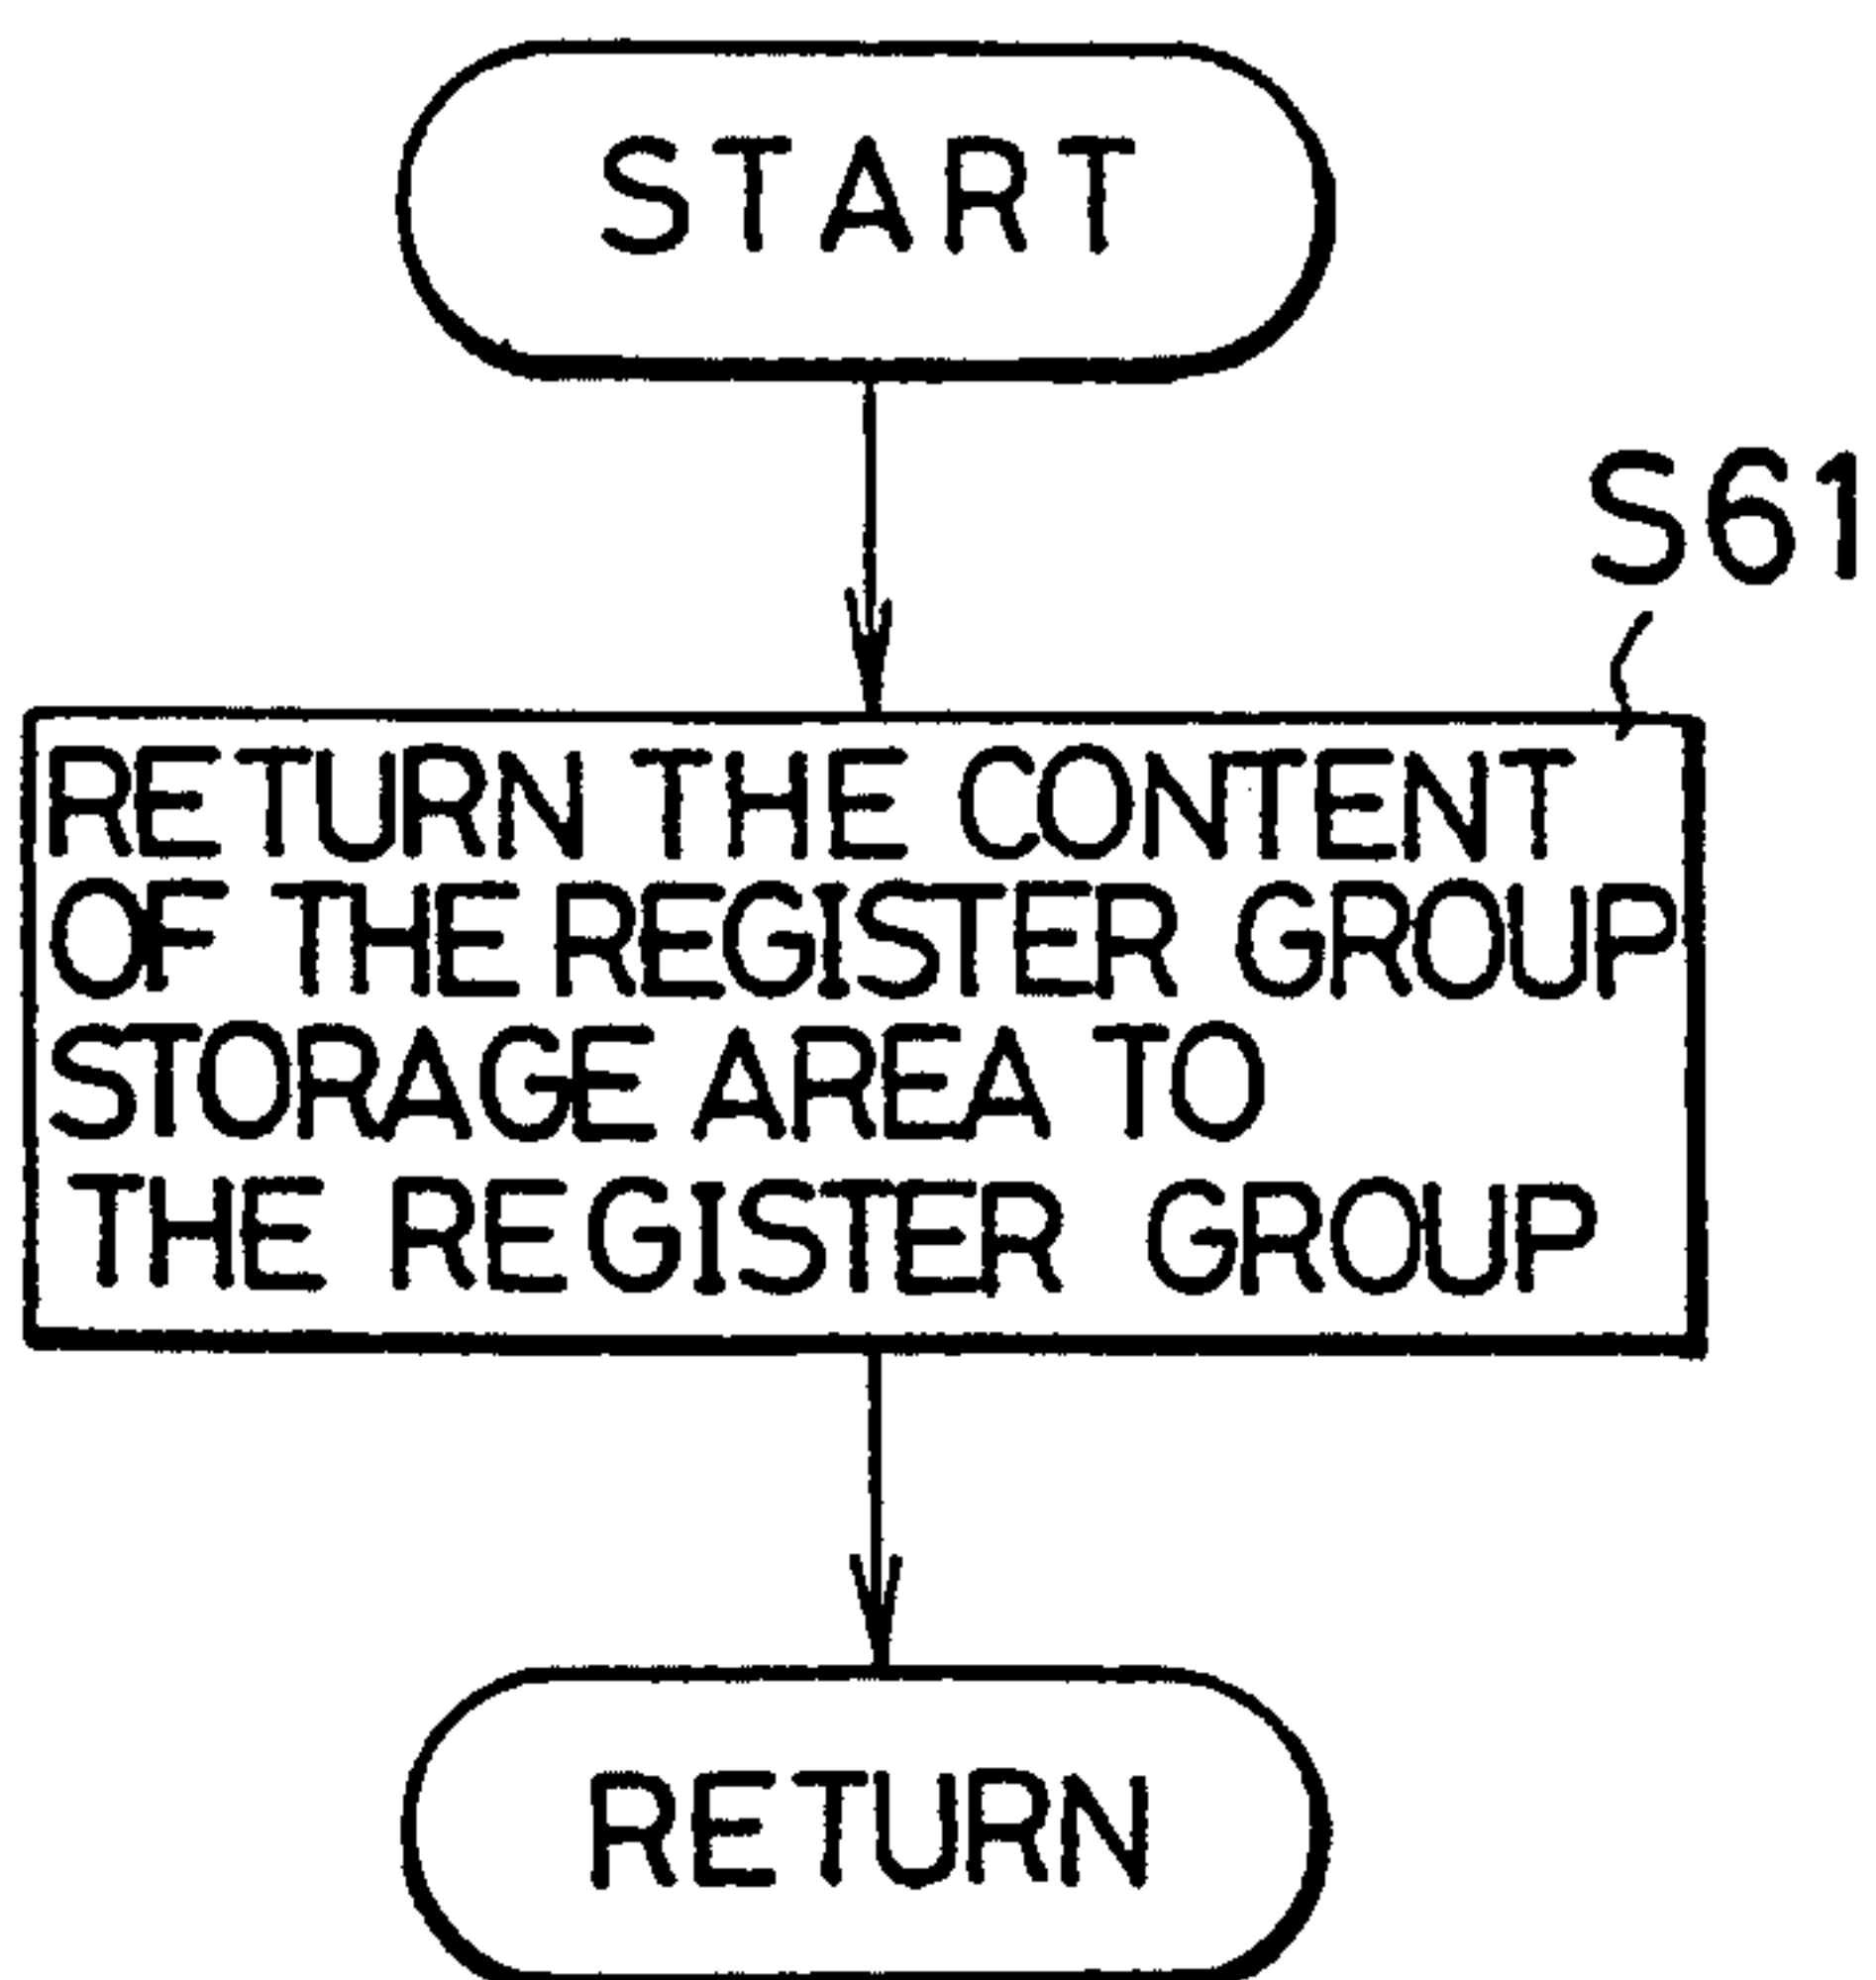 START
S61
RETURN THE CONTENT
OF THE REGISTER GROUP
STORAGE AREA TO
THE REGISTER GROUP
RETURN